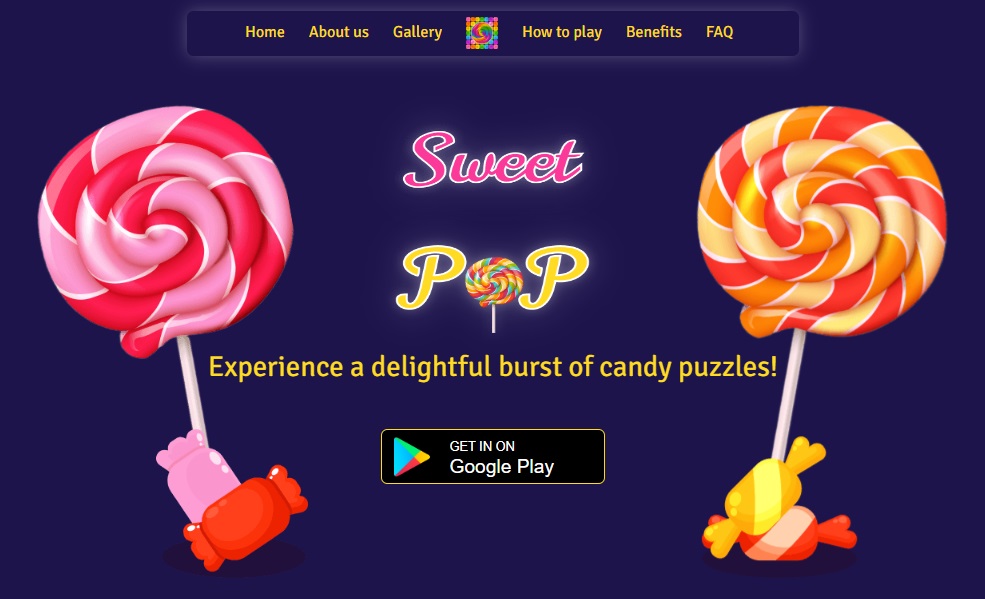 Home About us Gallery How to play Benefits FAQ
Sweet
POP
Experience a delightful burst of candy puzzles!
GET IN ON
Google Play